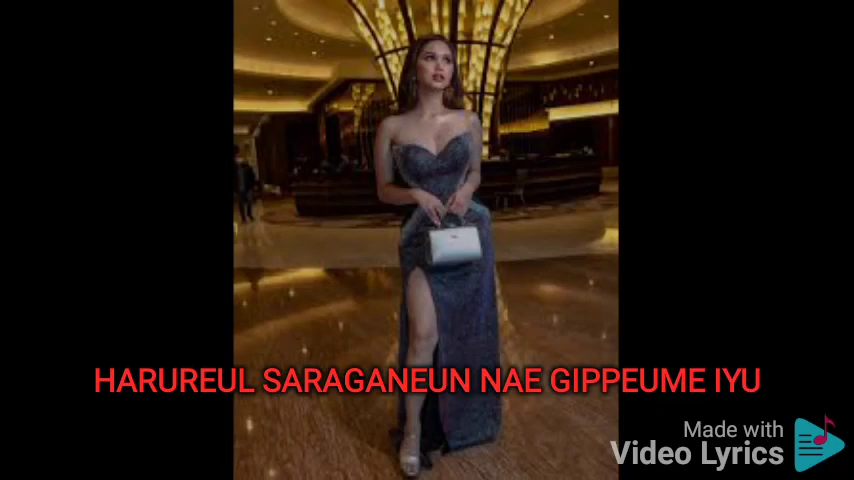 HARUREUL SARAGANEUN NAE GIPPEUME IYU
Made with
Video Lyrics